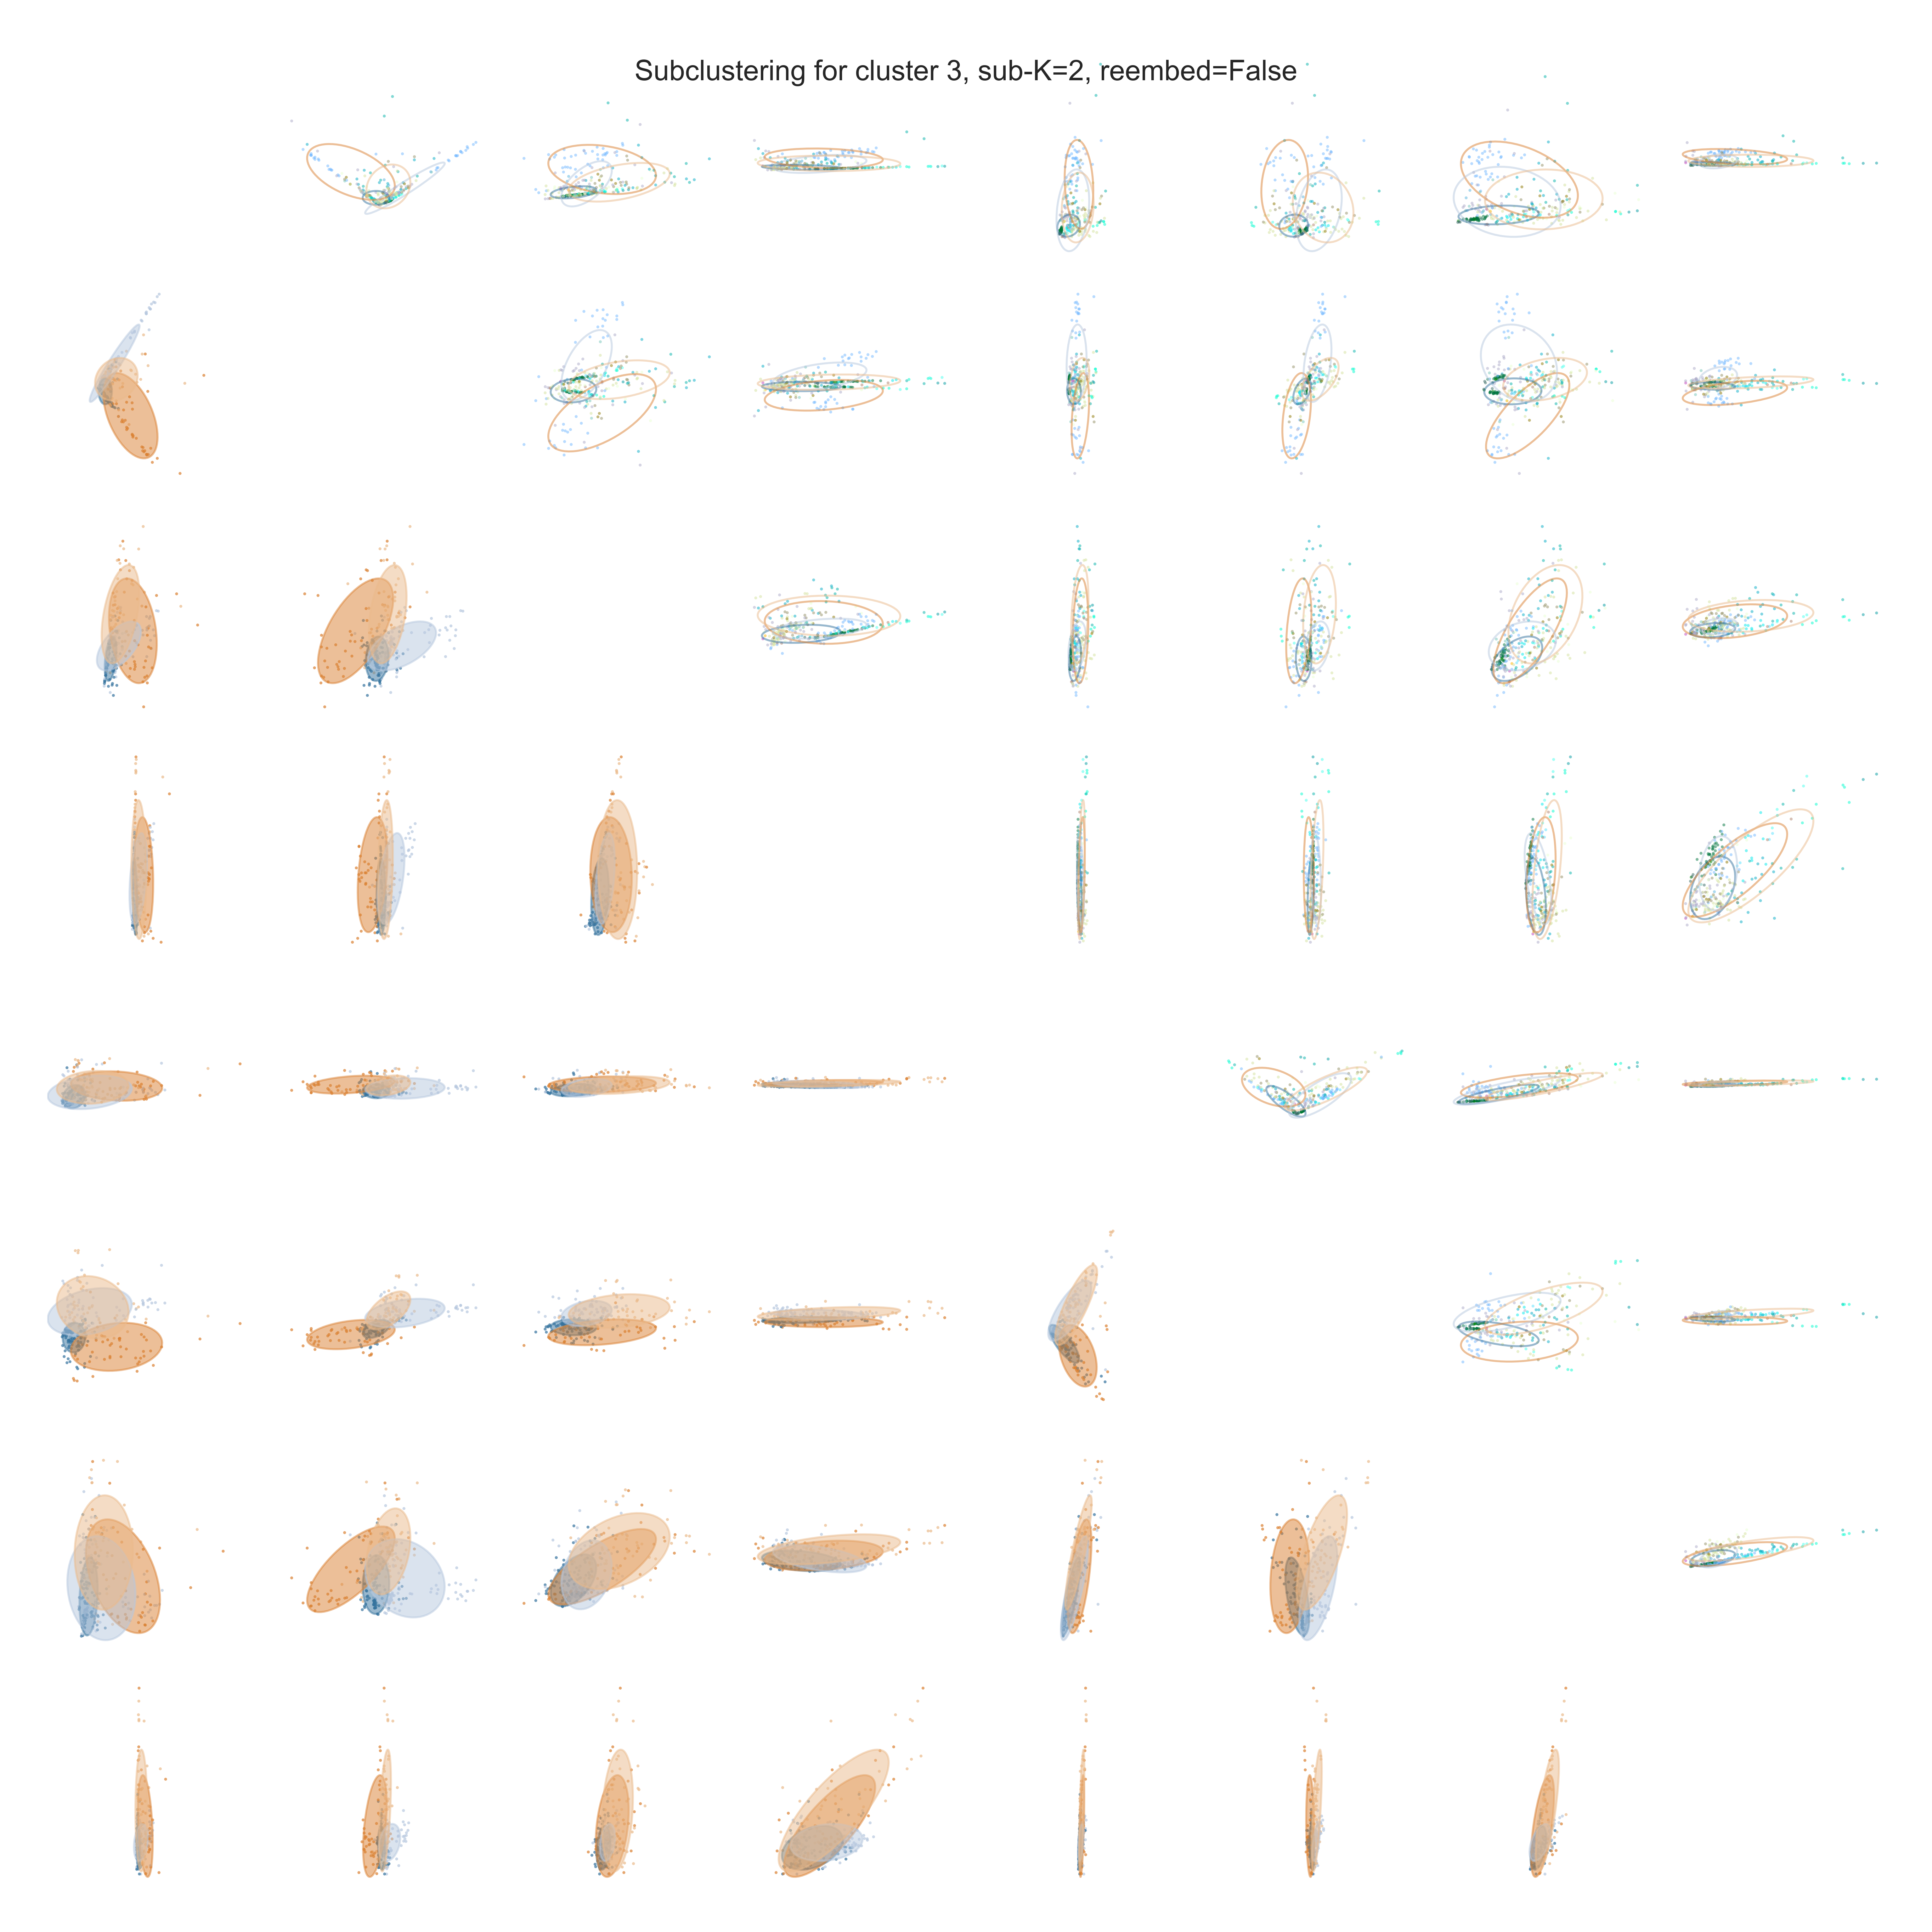 Subclustering for cluster 3, sub-K=2, reembed=False